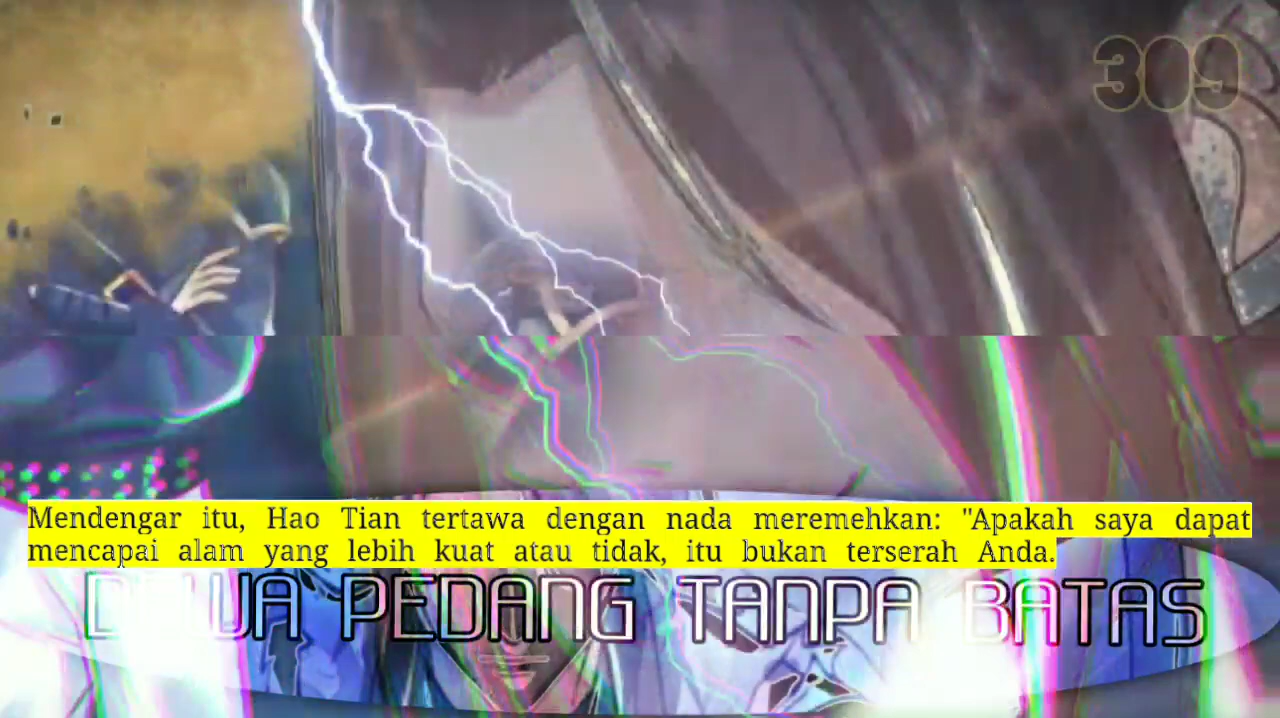 309
Mendengar itu, Hao Tian tertawa dengan nada meremehkan: "Apakah saya dapat
mencapai alam yang lebih kuat atau tidak, itu bukan terserah Anda.
DEWA PEDANG TANPA BATAS